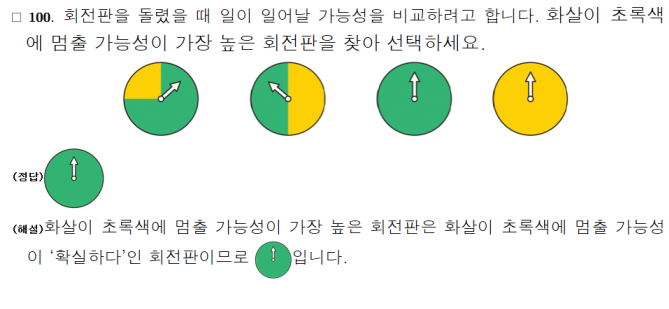 □ 100. 회전판을 돌렸을 때 일이 일어날 가능성을 비교하려고 합니다. 화살이 초록색
에 멈출 가능성이 가장 높은 회전판을 찾아 선택하세요.
(정답)
(해설)화살이 초록색에 멈출 가능성이 가장 높은 회전판은 화살이 초록색에 멈출 가능성
이 ‘확실하다’인 회전판이므로 입니다.